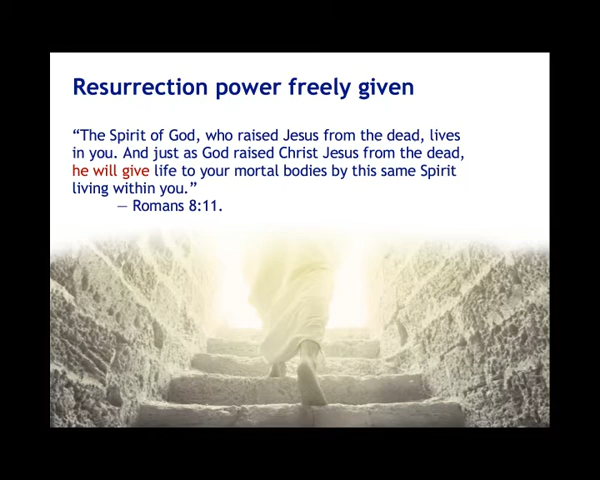 Resurrection power freely given
“The Spirit of God, who raised Jesus from the dead, lives
in you. And just as God raised Christ Jesus from the dead,
he will give life to your mortal bodies by this same Spirit
living within you.”
— Romans 8:11.